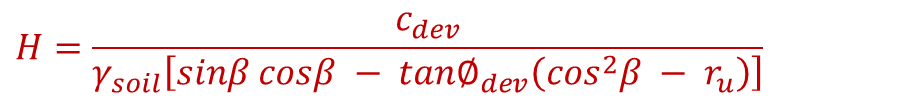 H = c_dev / γ_soil[sinβ cosβ − tan∅_dev(cos²β − r_u)]